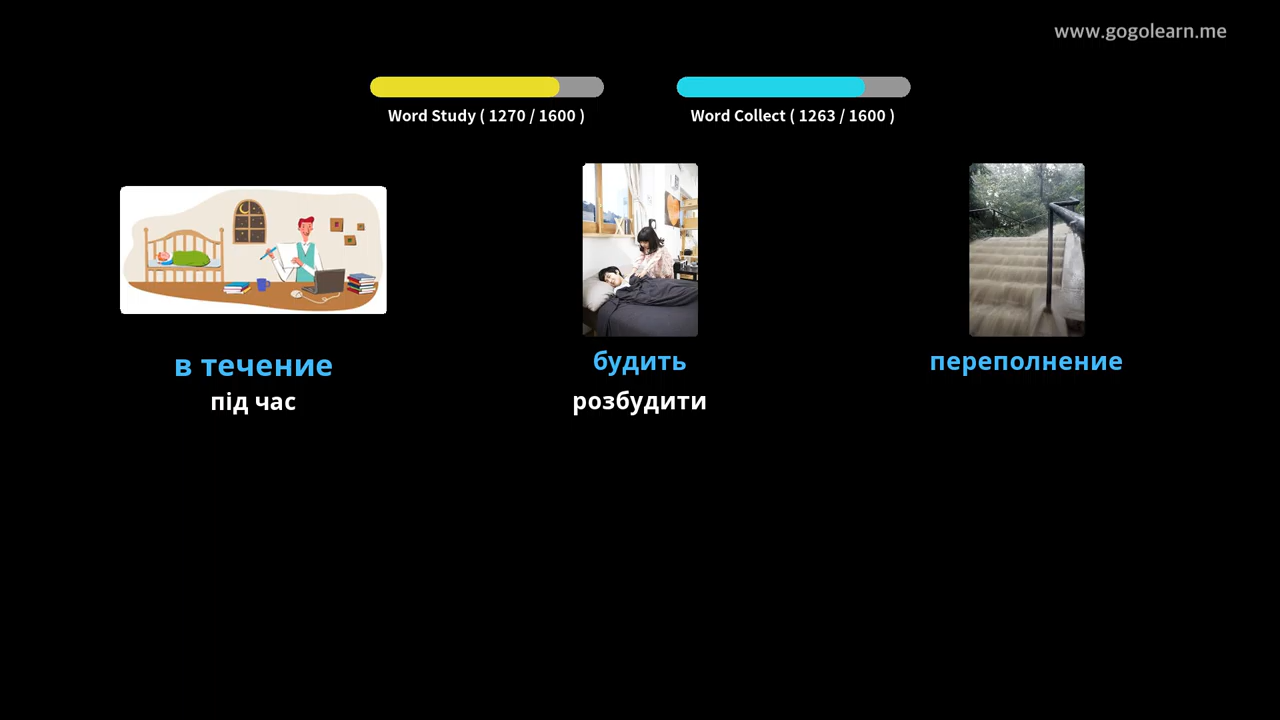 www.gogolearn.me
Word Study ( 1270 / 1600 )
Word Collect ( 1263 / 1600 )
в течение
під час
будить
розбудити
переполнение